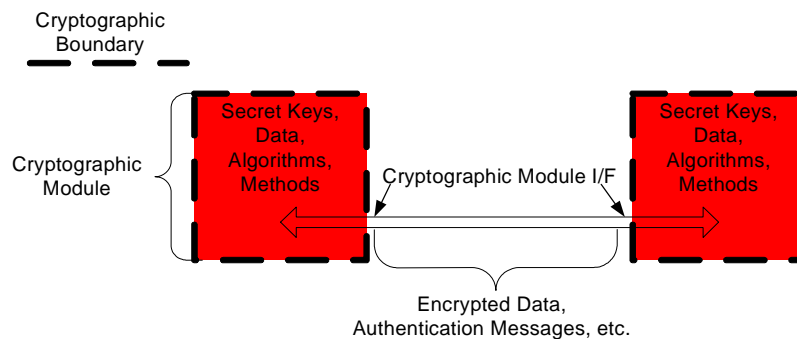 Cryptographic
Boundary
Secret Keys,
Data,
Algorithms,
Methods
Secret Keys,
Data,
Algorithms,
Methods
Cryptographic
Module
Cryptographic Module I/F
Encrypted Data,
Authentication Messages, etc.